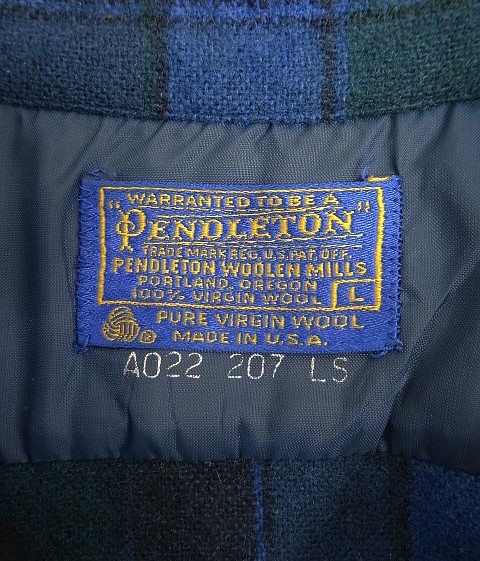 WARRANTED TO BE A
"PENDLETON"
TRADE MARK REG. U.S. PAT. OFF.
PENDLETON WOOLEN MILLS
PORTLAND, OREGON
100% VIRGIN WOOL L
PURE VIRGIN WOOL
® MADE IN U.S.A.
A022 207 LS